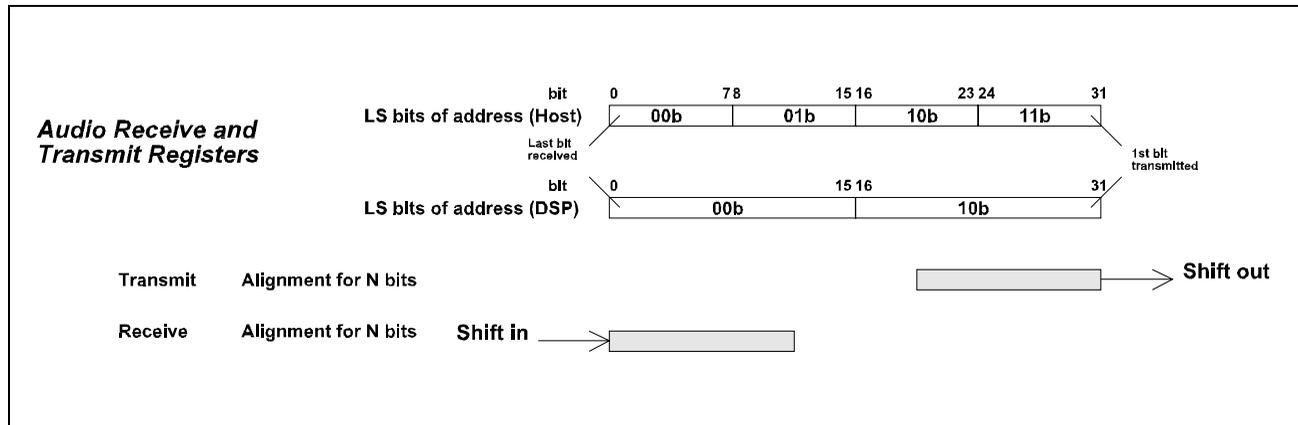 bit 0 7 8 15 16 23 24 31
LS bits of address (Host) 00b 01b 10b 11b
Audio Receive and
Transmit Registers
Last bit
received
1st bit
transmitted
bit 0 15 16 31
LS bits of address (DSP) 00b 10b
Transmit Alignment for N bits Shift out
Receive Alignment for N bits Shift in